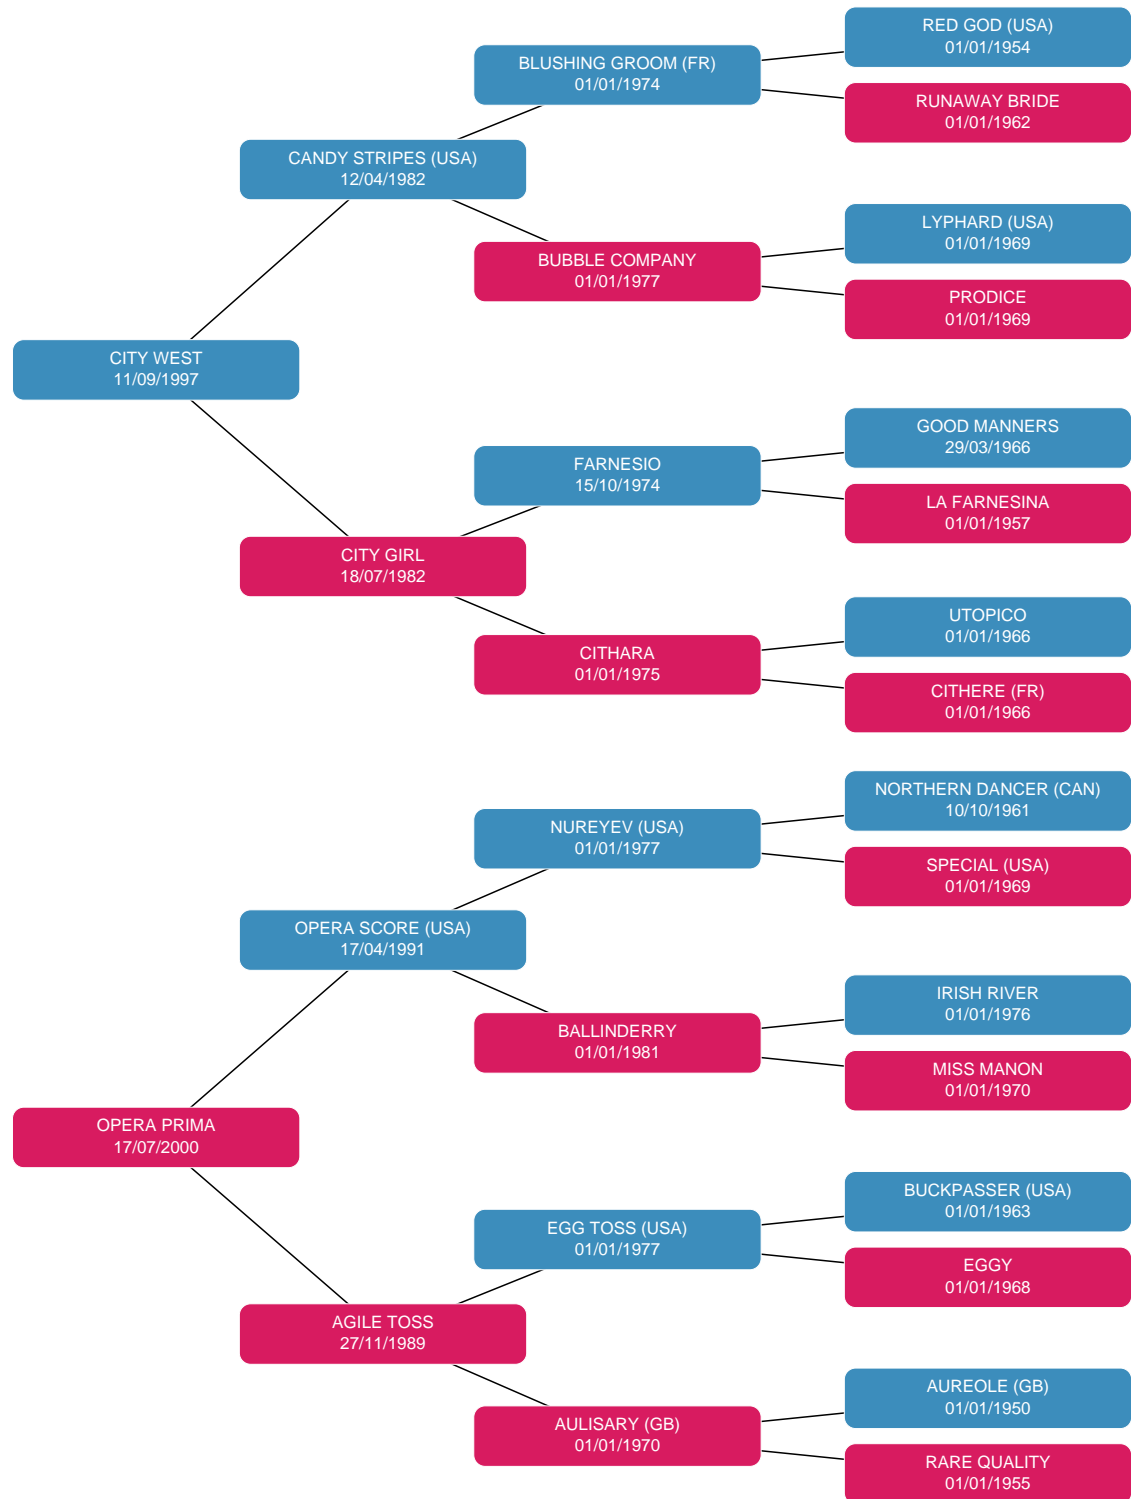 RED GOD (USA)
01/01/1954
BLUSHING GROOM (FR)
01/01/1974
RUNAWAY BRIDE
01/01/1962
CANDY STRIPES (USA)
12/04/1982
LYPHARD (USA)
01/01/1969
BUBBLE COMPANY
01/01/1977
PRODICE
01/01/1969
CITY WEST
11/09/1997
GOOD MANNERS
29/03/1966
FARNESIO
15/10/1974
LA FARNESINA
01/01/1957
CITY GIRL
18/07/1982
UTOPICO
01/01/1966
CITHARA
01/01/1975
CITHERE (FR)
01/01/1966
NORTHERN DANCER (CAN)
10/10/1961
NUREYEV (USA)
01/01/1977
SPECIAL (USA)
01/01/1969
OPERA SCORE (USA)
17/04/1991
IRISH RIVER
01/01/1976
BALLINDERRY
01/01/1981
MISS MANON
01/01/1970
OPERA PRIMA
17/07/2000
BUCKPASSER (USA)
01/01/1963
EGG TOSS (USA)
01/01/1977
EGGY
01/01/1968
AGILE TOSS
27/11/1989
AUREOLE (GB)
01/01/1950
AULISARY (GB)
01/01/1970
RARE QUALITY
01/01/1955